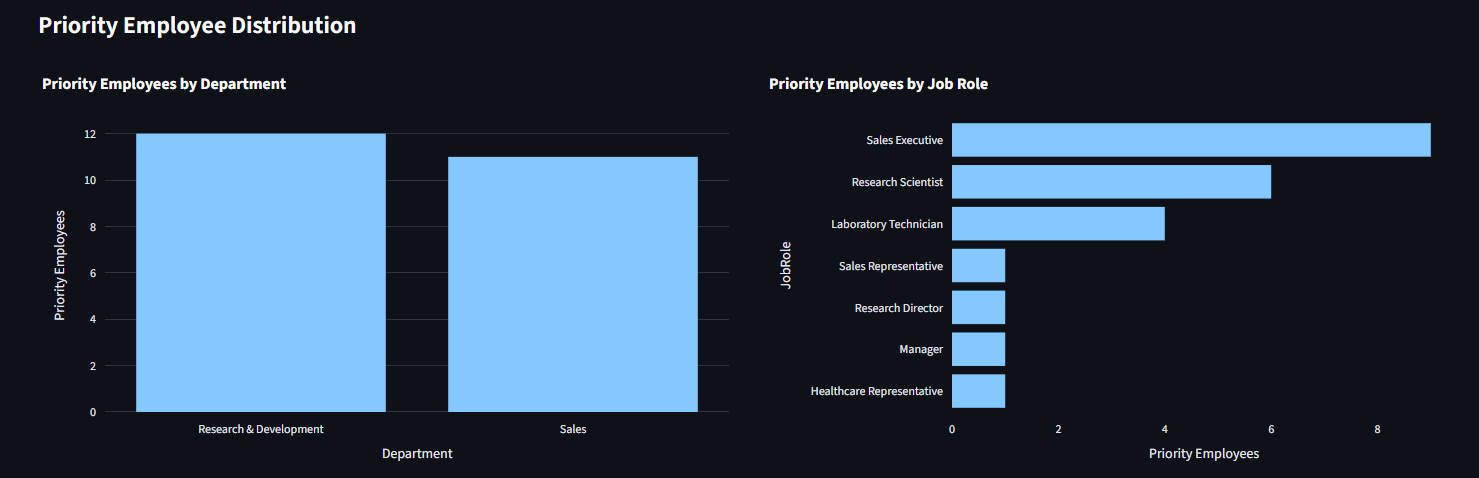 Priority Employee Distribution
Priority Employees by Department
12
10
8
6
4
2
0
Priority Employees
Research & Development
Sales
Department
Priority Employees by Job Role
JobRole
Sales Executive
Research Scientist
Laboratory Technician
Sales Representative
Research Director
Manager
Healthcare Representative
0 2 4 6 8
Priority Employees